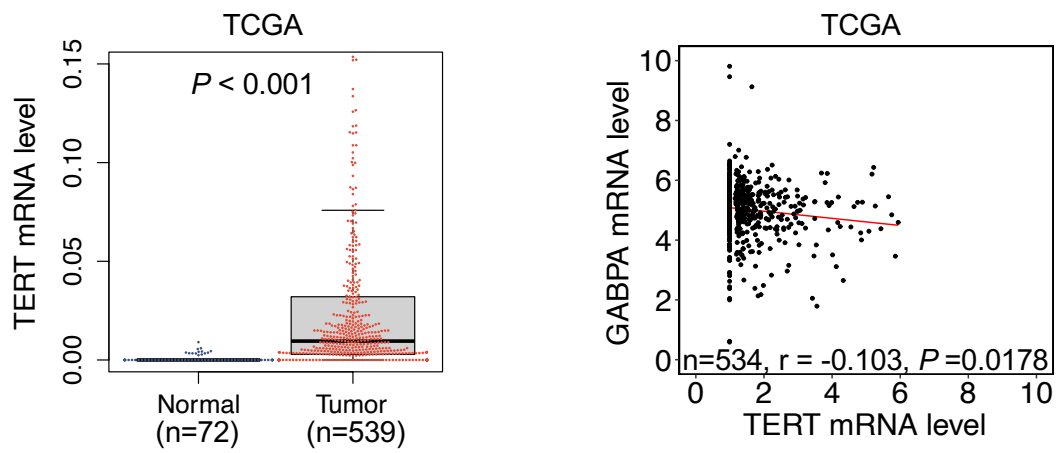 TCGA
P < 0.001
TERT mRNA level
0.15
0.10
0.05
0.00
Normal
(n=72)
Tumor
(n=539)
TCGA
GABPA mRNA level
10
8
6
4
2
0
n=534, r = -0.103, P =0.0178
0 2 4 6 8 10
TERT mRNA level